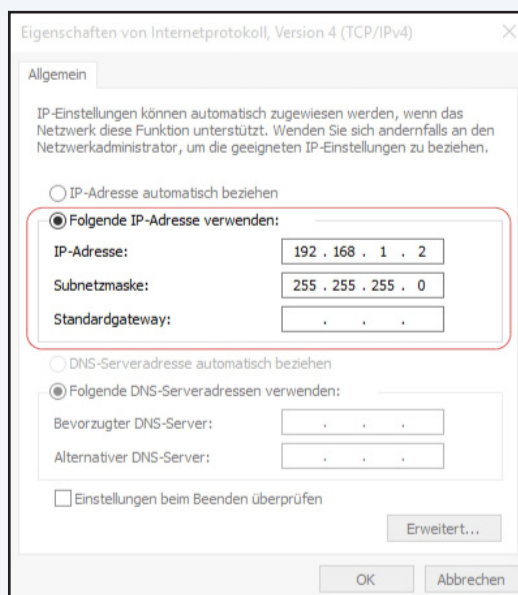 Eigenschaften von Internetprotokoll, Version 4 (TCP/IPv4)
Allgemein
IP-Einstellungen können automatisch zugewiesen werden, wenn das
Netzwerk diese Funktion unterstützt. Wenden Sie sich andernfalls an den
Netzwerkadministrator, um die geeigneten IP-Einstellungen zu beziehen.
IP-Adresse automatisch beziehen
Folgende IP-Adresse verwenden:
IP-Adresse: 192 . 168 . 1 . 2
Subnetzmaske: 255 . 255 . 255 . 0
Standardgateway: . . .
DNS-Serveradresse automatisch beziehen
Folgende DNS-Serveradressen verwenden:
Bevorzugter DNS-Server: . . .
Alternativer DNS-Server: . . .
Einstellungen beim Beenden überprüfen
Erweitert...
OK Abbrechen